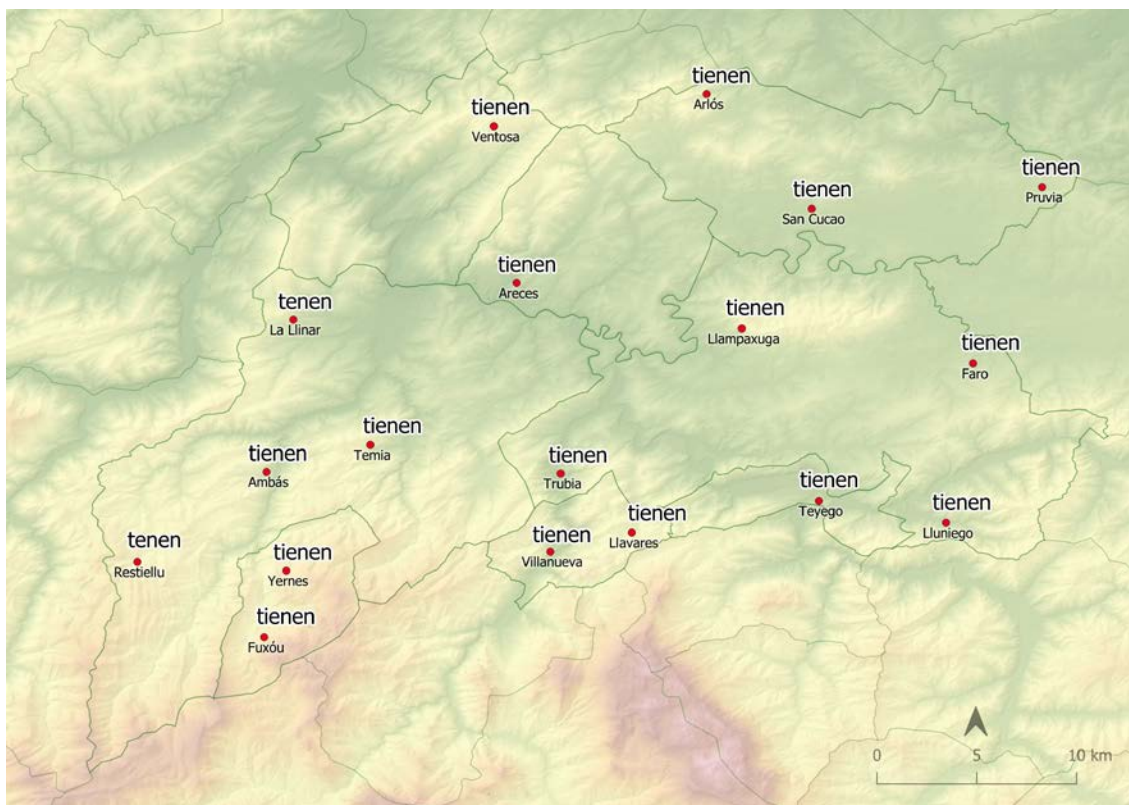 tienen
Arlós
tienen
Ventosa
tienen
Pruvia
tienen
San Cucao
tienen
Areces
tenen
La Llinar
tienen
Llampaxuga
tienen
Faro
tienen
Temia
tienen
Ambás
tienen
Trubia
tienen
Teyego
tienen
Lluniego
tienen
Llavares
tienen
Villanueva
tenen
Restiellu
tienen
Yernes
tienen
Fuxóu
0 5 10 km